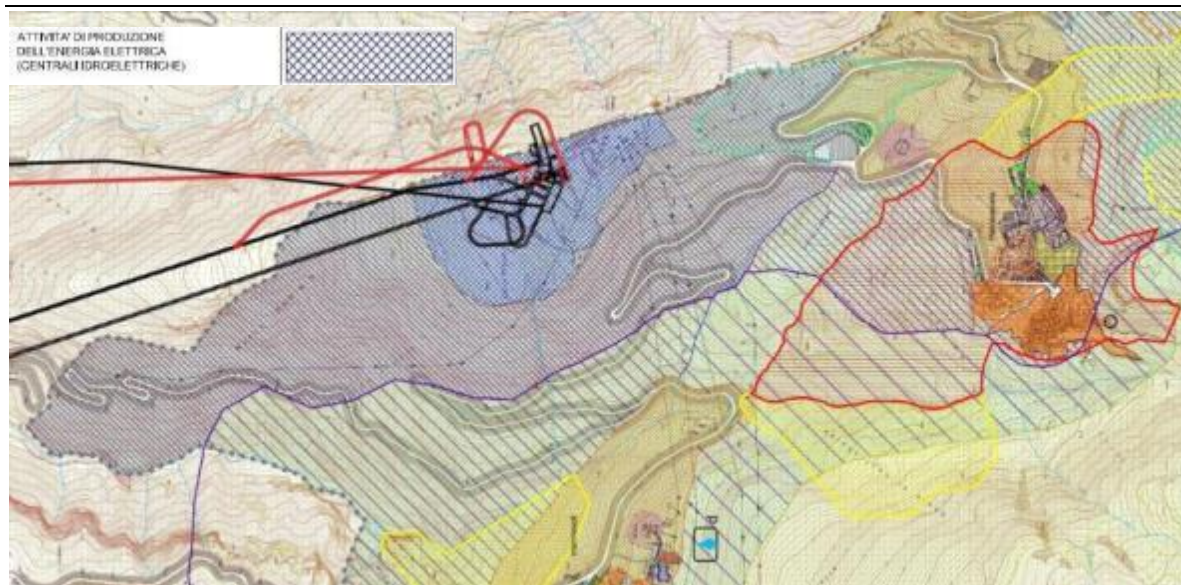 ATTIVITA' DI PRODUZIONE
DELL'ENERGIA ELETTRICA
(CENTRALI IDROELETTRICHE)